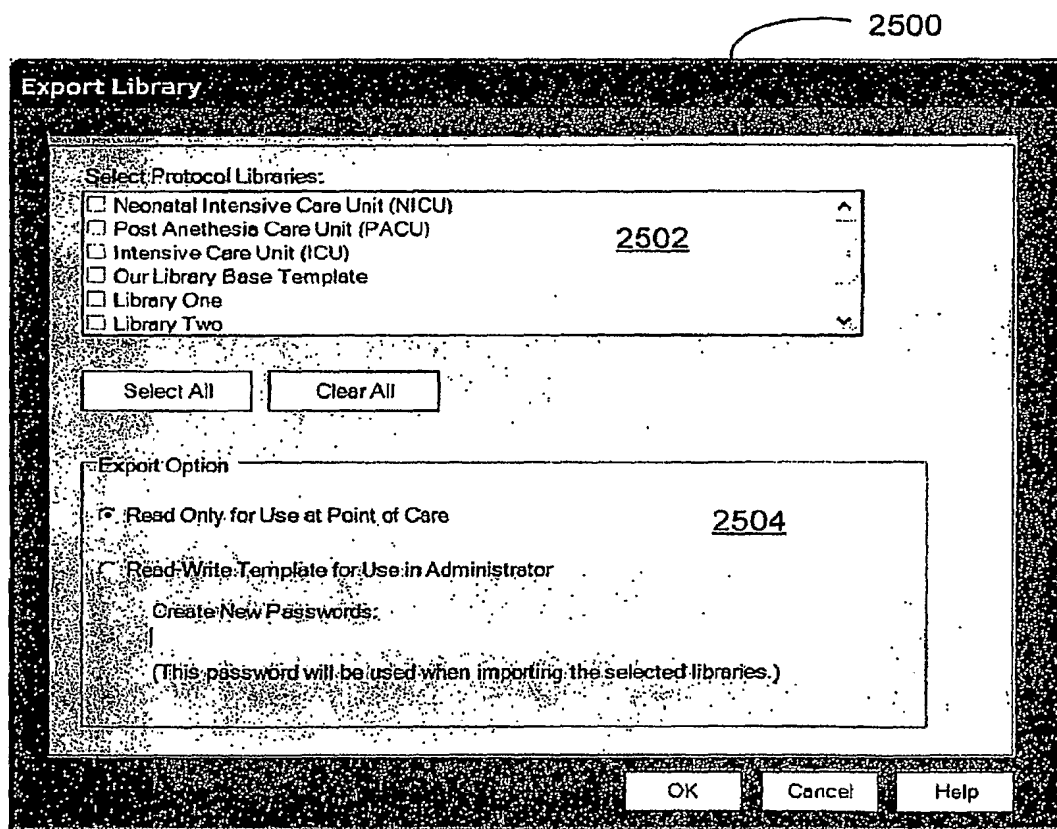 2500
Export Library
Select Protocol Libraries:
Neonatal Intensive Care Unit (NICU)
Post Anethesia Care Unit (PACU)
2502
Intensive Care Unit (ICU)
Our Library Base Template
Library One
Library Two
Select All Clear All
Export Option
Read Only for Use at Point of Care
2504
Read-Write Template for Use in Administrator
Create New Passwords:
(This password will be used when importing the selected libraries.)
OK Cancel Help